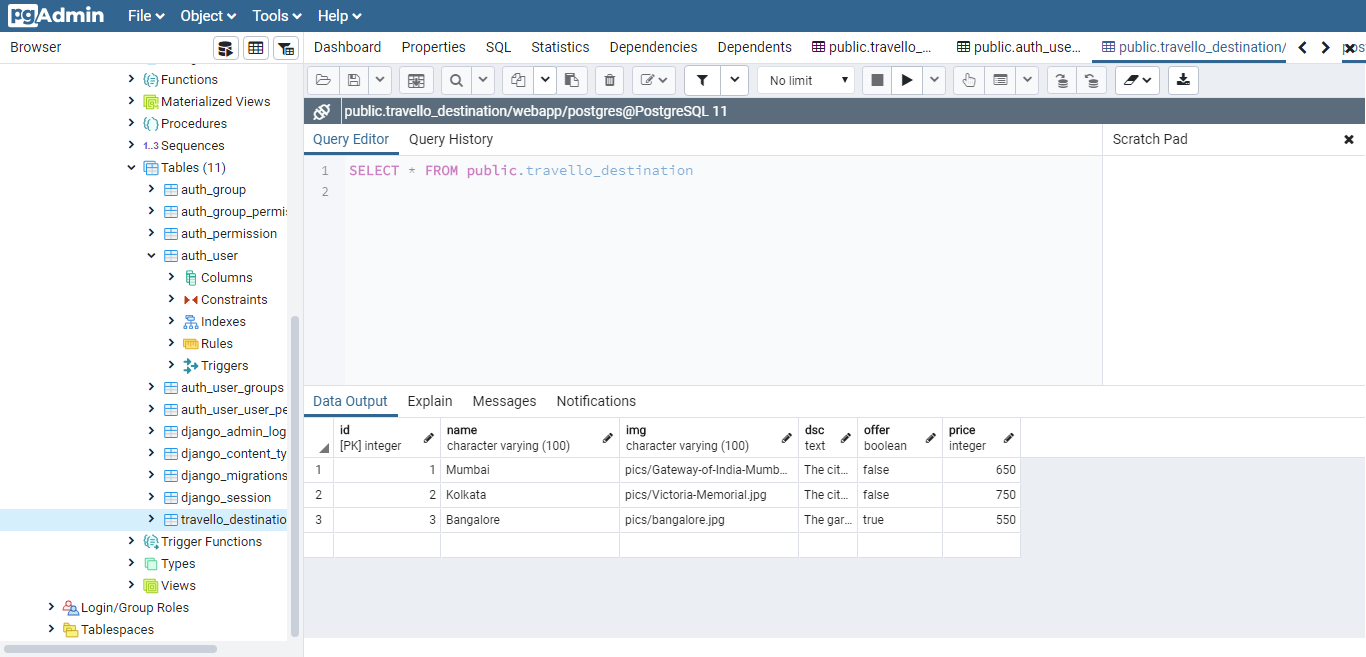 pgAdmin File Object Tools Help
Browser
Dashboard Properties SQL Statistics Dependencies Dependents public.travello_... public.auth_use... public.travello_destination/
No limit
public.travello_destination/webapp/postgres@PostgreSQL 11
Query Editor Query History
Scratch Pad
1 SELECT * FROM public.travello_destination
2
Functions
Materialized Views
Procedures
1..3 Sequences
Tables (11)
auth_group
auth_group_permi
auth_permission
auth_user
Columns
Constraints
Indexes
Rules
Triggers
auth_user_groups
auth_user_user_pe
django_admin_log
django_content_ty
django_migrations
django_session
travello_destinatio
Trigger Functions
Types
Views
Login/Group Roles
Tablespaces
Data Output Explain Messages Notifications
id name img dsc offer price
[PK] integer character varying (100) character varying (100) text boolean integer
1 1 Mumbai pics/Gateway-of-India-Mumb... The cit... false 650
2 2 Kolkata pics/Victoria-Memorial.jpg The cit... false 750
3 3 Bangalore pics/bangalore.jpg The gar... true 550